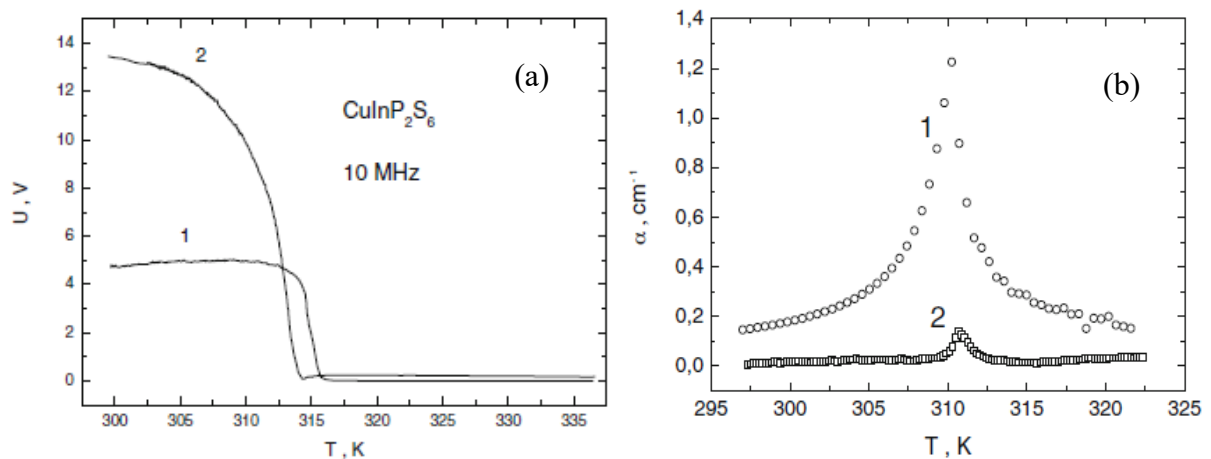 14
12
10
8
6
4
2
0
U , V
2
1
(a)
CuInP₂S₆
10 MHz
300 305 310 315 320 325 330 335
T , K
1,4
1,2
1,0
0,8
0,6
0,4
0,2
0,0
α , cm⁻¹
1
2
(b)
295 300 305 310 315 320 325
T , K